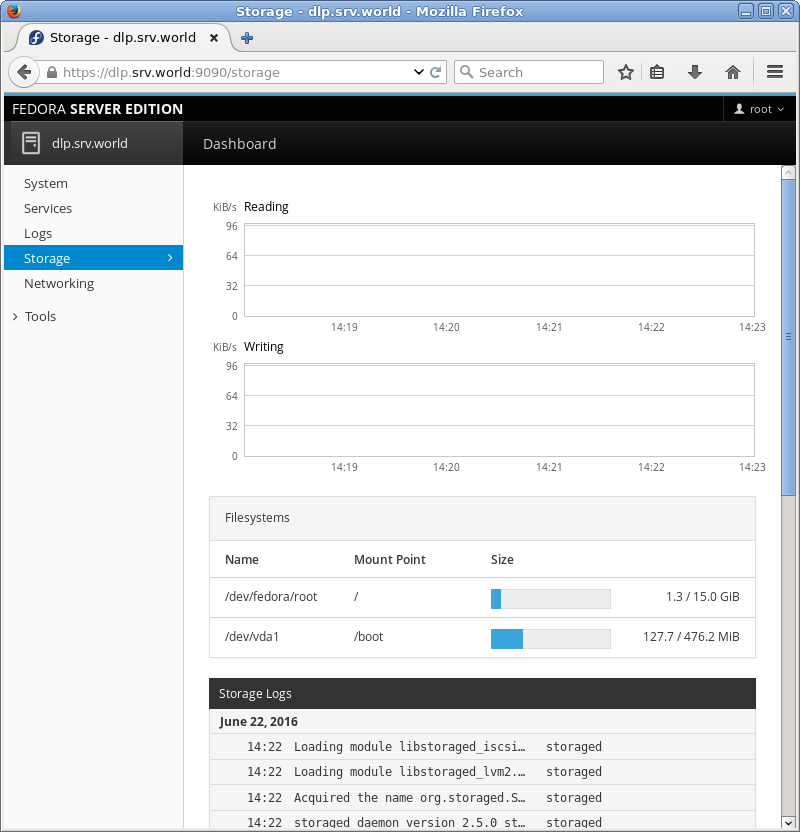 Storage - dlp.srv.world - Mozilla Firefox
Storage - dlp.srv.world
https://dlp.srv.world:9090/storage
Search
FEDORA SERVER EDITION
root
dlp.srv.world
Dashboard
System
Services
Logs
Storage
Networking
Tools
KiB/s Reading
96
64
32
0
14:19 14:20 14:21 14:22 14:23
KiB/s Writing
96
64
32
0
14:19 14:20 14:21 14:22 14:23
Filesystems
Name Mount Point Size
/dev/fedora/root / 1.3 / 15.0 GiB
/dev/vda1 /boot 127.7 / 476.2 MiB
Storage Logs
June 22, 2016
14:22 Loading module libstoraged_iscsi… storaged
14:22 Loading module libstoraged_lvm2.… storaged
14:22 Acquired the name org.storaged.S… storaged
14:22 storaged daemon version 2.5.0 st… storaged